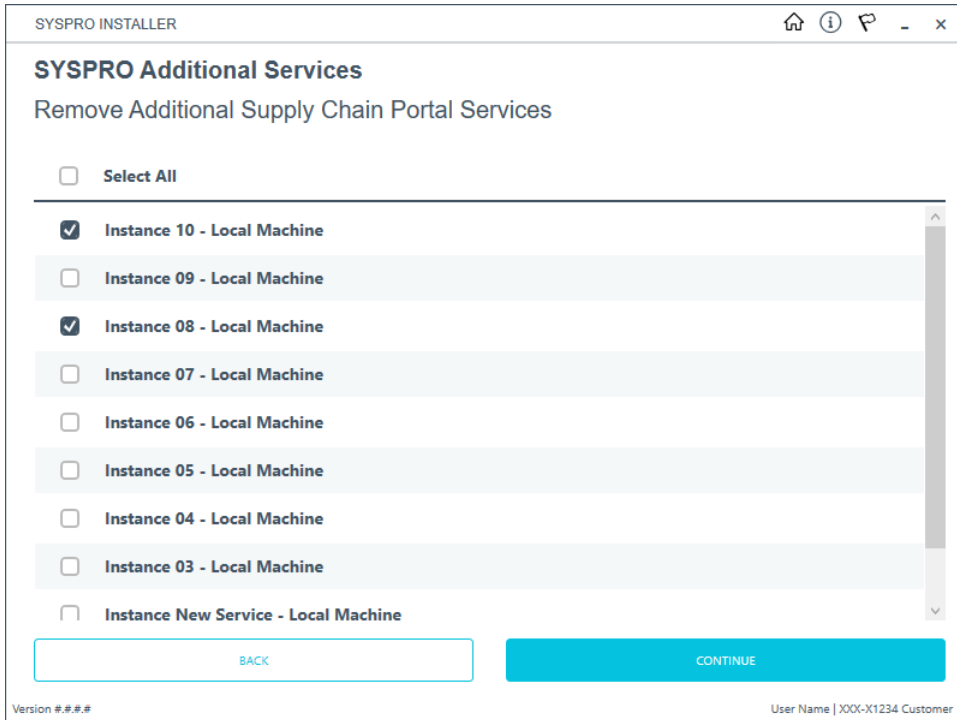 SYSPRO INSTALLER
SYSPRO Additional Services
Remove Additional Supply Chain Portal Services
Select All
Instance 10 - Local Machine
Instance 09 - Local Machine
Instance 08 - Local Machine
Instance 07 - Local Machine
Instance 06 - Local Machine
Instance 05 - Local Machine
Instance 04 - Local Machine
Instance 03 - Local Machine
Instance New Service - Local Machine
BACK
CONTINUE
Version #.#.#.#
User Name | XXX-X1234 Customer